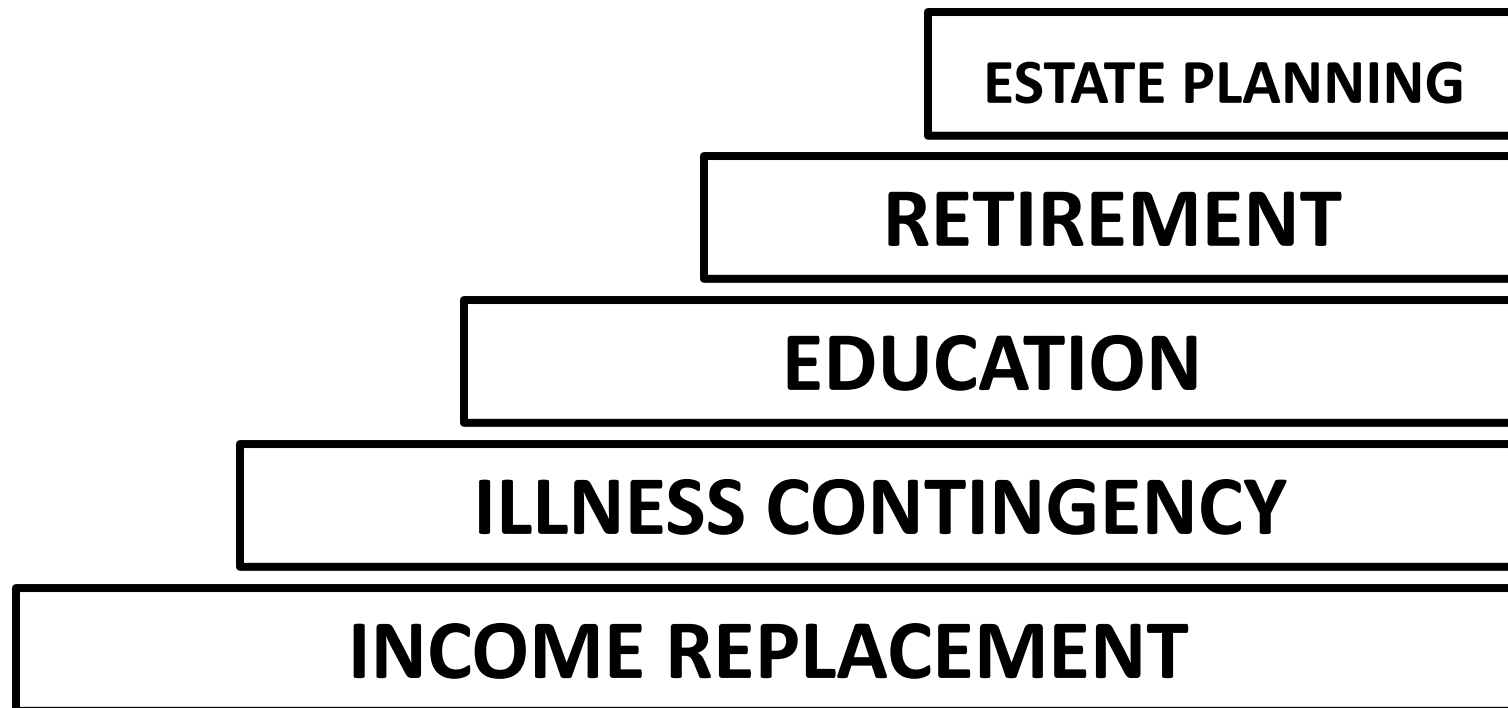 ESTATE PLANNING
RETIREMENT
EDUCATION
ILLNESS CONTINGENCY
INCOME REPLACEMENT